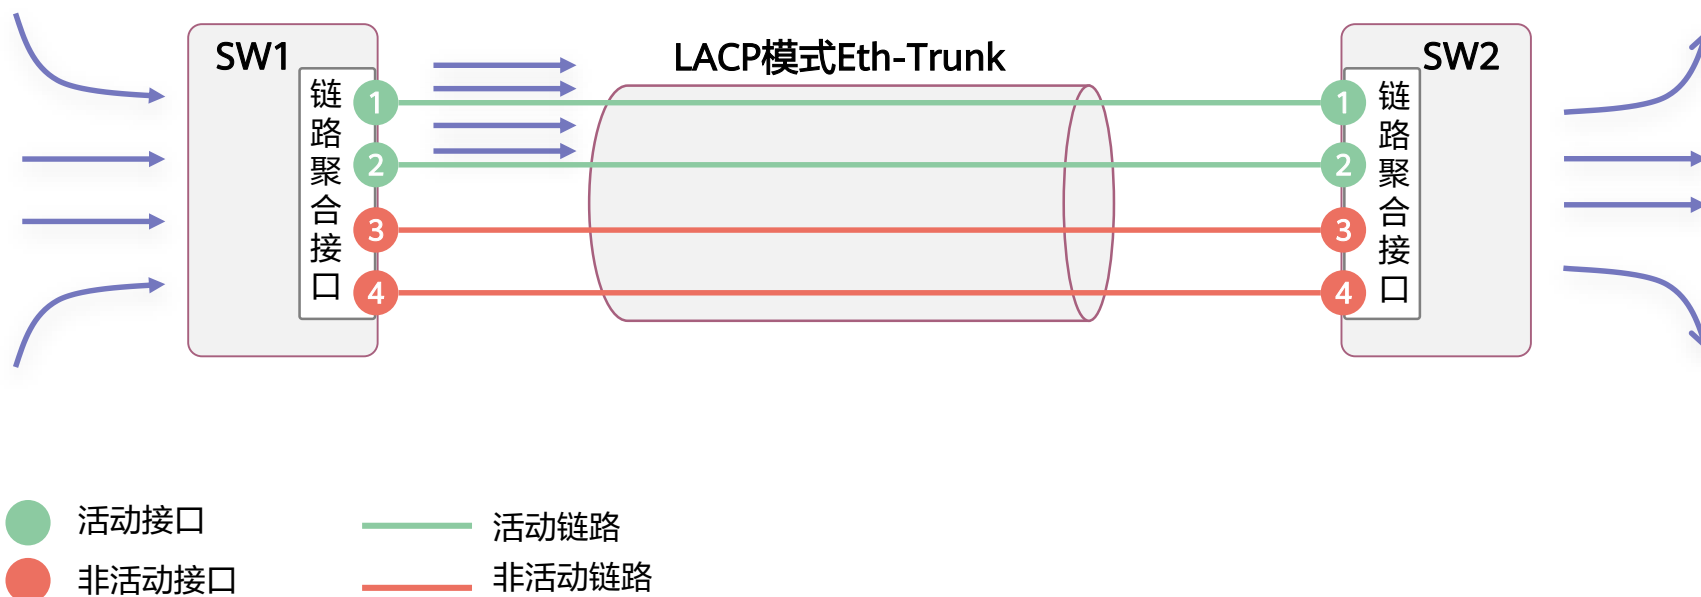 SW1
LACP模式Eth-Trunk
SW2
链路聚合接口
1
2
3
4
1
2
3
4
链路聚合接口
活动接口
活动链路
非活动接口
非活动链路